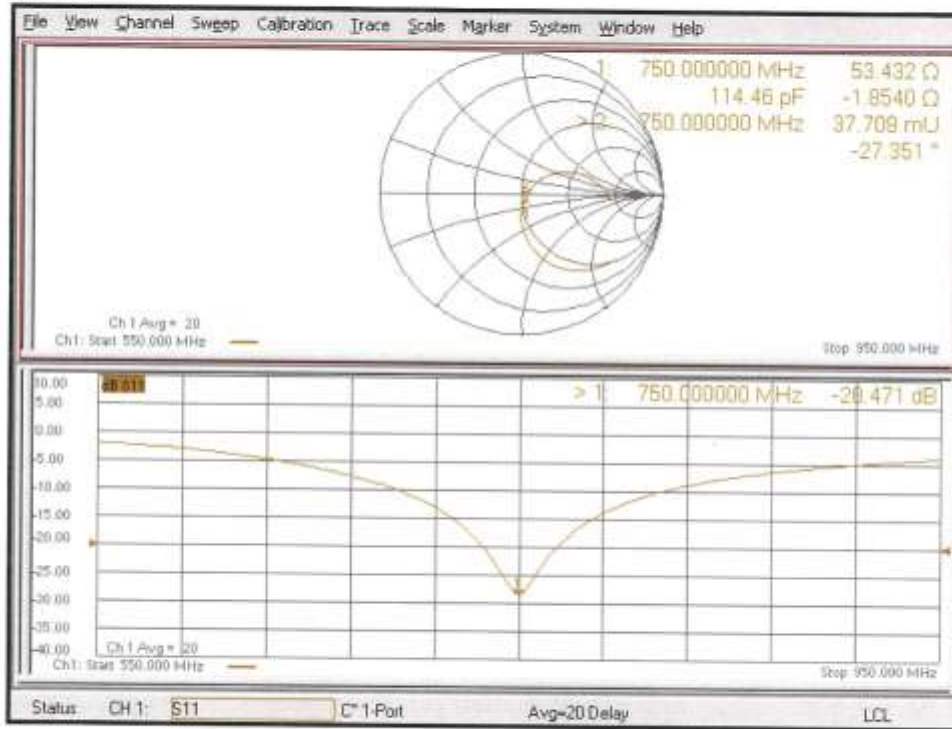 File View Channel Sweep Calibration Trace Scale Marker System Window Help
1: 750.000000 MHz 53.432 Ω
114.46 pF -1.8540 Ω
> 2: 750.000000 MHz 37.709 mU
-27.351 °
Ch 1 Avg = 20
Ch1: Start 550.000 MHz
Stop 950.000 MHz
10.00
dB S11
> 1: 750.000000 MHz -28.471 dB
5.00
0.00
-5.00
-10.00
-15.00
-20.00
-25.00
-30.00
-35.00
-40.00
Ch 1 Avg = 20
Ch1: Start 550.000 MHz
Stop 950.000 MHz
Status CH 1: S11 C* 1-Port Avg=20 Delay LCL